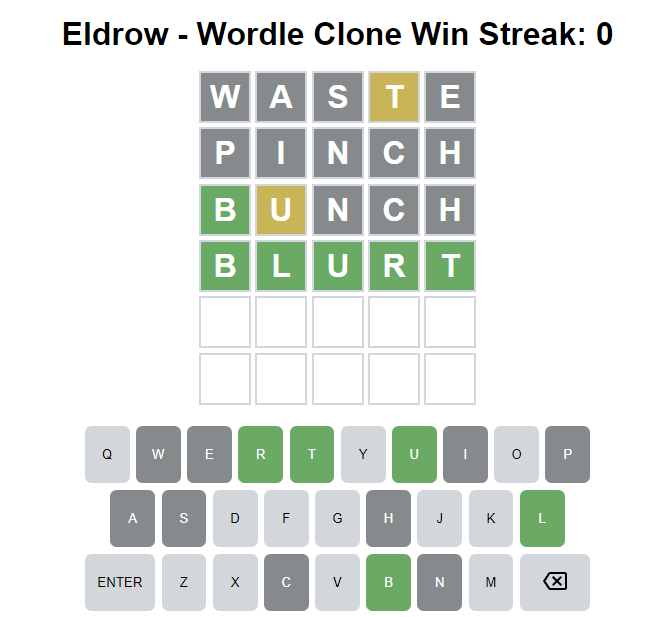 Eldrow - Wordle Clone Win Streak: 0
W A S T E
P I N C H
B U N C H
B L U R T
Q W E R T Y U I O P
A S D F G H J K L
ENTER Z X C V B N M